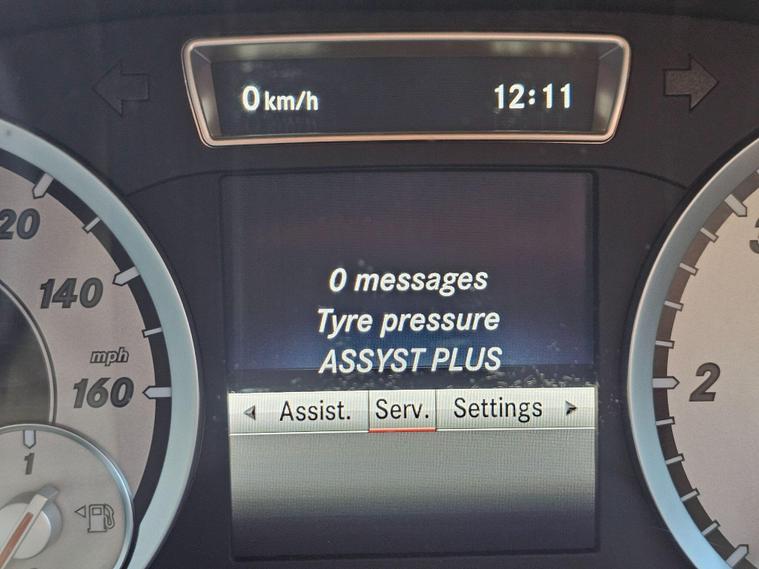 0 km/h 12:11
20
140
mph
160
1
0 messages
Tyre pressure
ASSYST PLUS
Assist. Serv. Settings
2
3